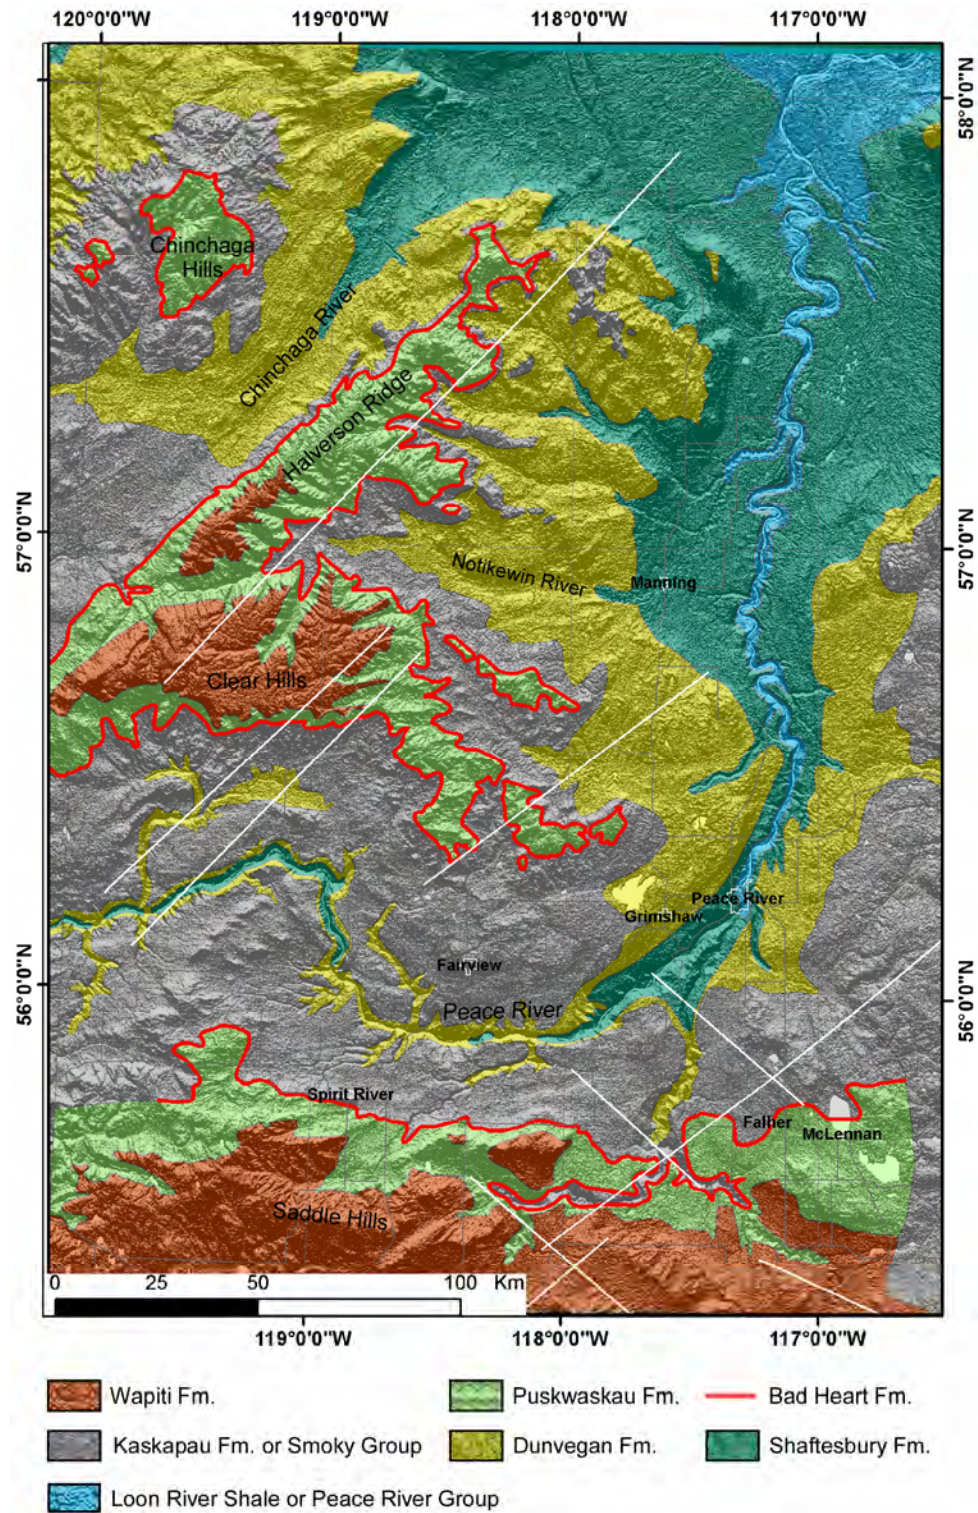 120°0'0"W
119°0'0"W
118°0'0"W
117°0'0"W
58°0'0"N
Chinchaga
Hills
Chinchaga River
Halverson Ridge
57°0'0"N
57°0'0"N
Notikewin River
Manning
Clear Hills
Peace River
Grimshaw
Fairview
56°0'0"N
56°0'0"N
Peace River
Spirit River
Falher
McLennan
Saddle Hills
0 25 50 100 Km
119°0'0"W
118°0'0"W
117°0'0"W
Wapiti Fm.
Puskwaskau Fm.
Bad Heart Fm.
Kaskapau Fm. or Smoky Group
Dunvegan Fm.
Shaftesbury Fm.
Loon River Shale or Peace River Group